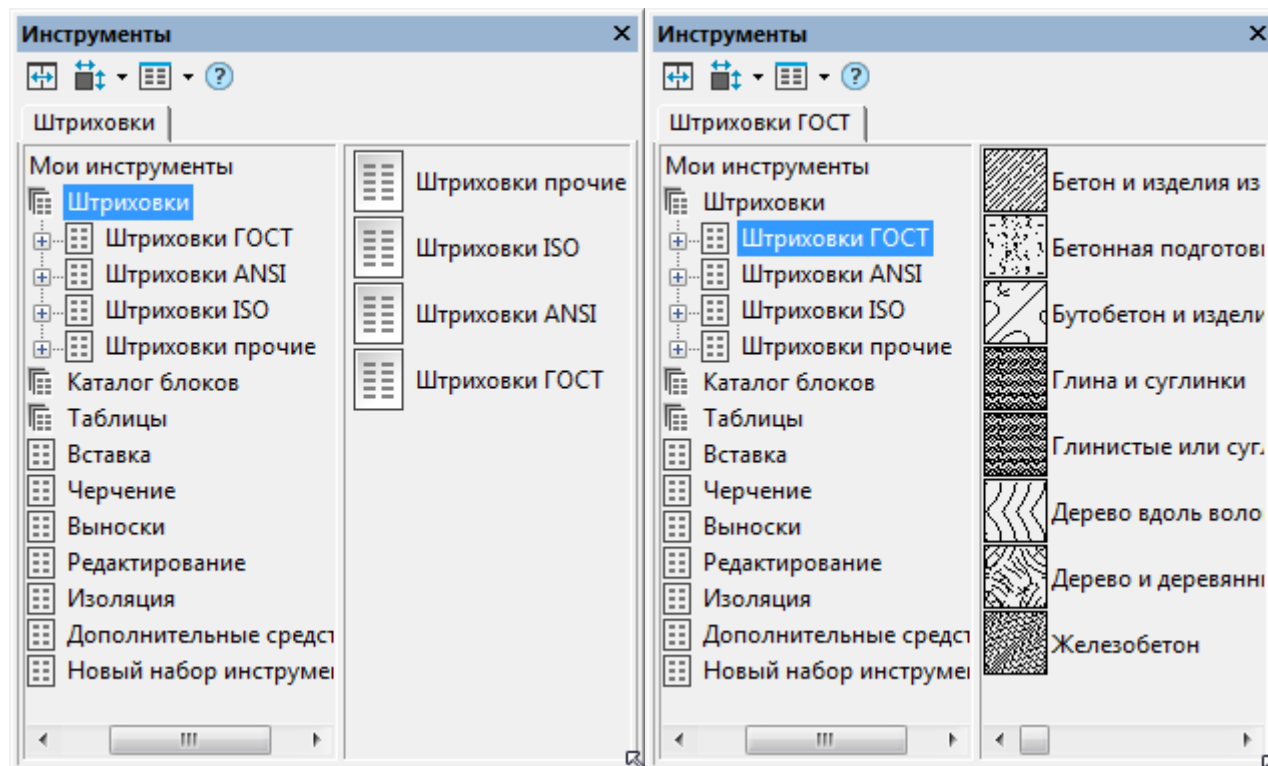 Инструменты
Штриховки
Мои инструменты
Штриховки
Штриховки ГОСТ
Штриховки ANSI
Штриховки ISO
Штриховки прочие
Каталог блоков
Таблицы
Вставка
Черчение
Выноски
Редактирование
Изоляция
Дополнительные средст
Новый набор инструме
Штриховки прочие
Штриховки ISO
Штриховки ANSI
Штриховки ГОСТ
Инструменты
Штриховки ГОСТ
Мои инструменты
Штриховки
Штриховки ГОСТ
Штриховки ANSI
Штриховки ISO
Штриховки прочие
Каталог блоков
Таблицы
Вставка
Черчение
Выноски
Редактирование
Изоляция
Дополнительные средст
Новый набор инструме
Бетон и изделия из
Бетонная подготов
Бутобетон и издели
Глина и суглинки
Глинистые или сугл
Дерево вдоль воло
Дерево и деревянн
Железобетон